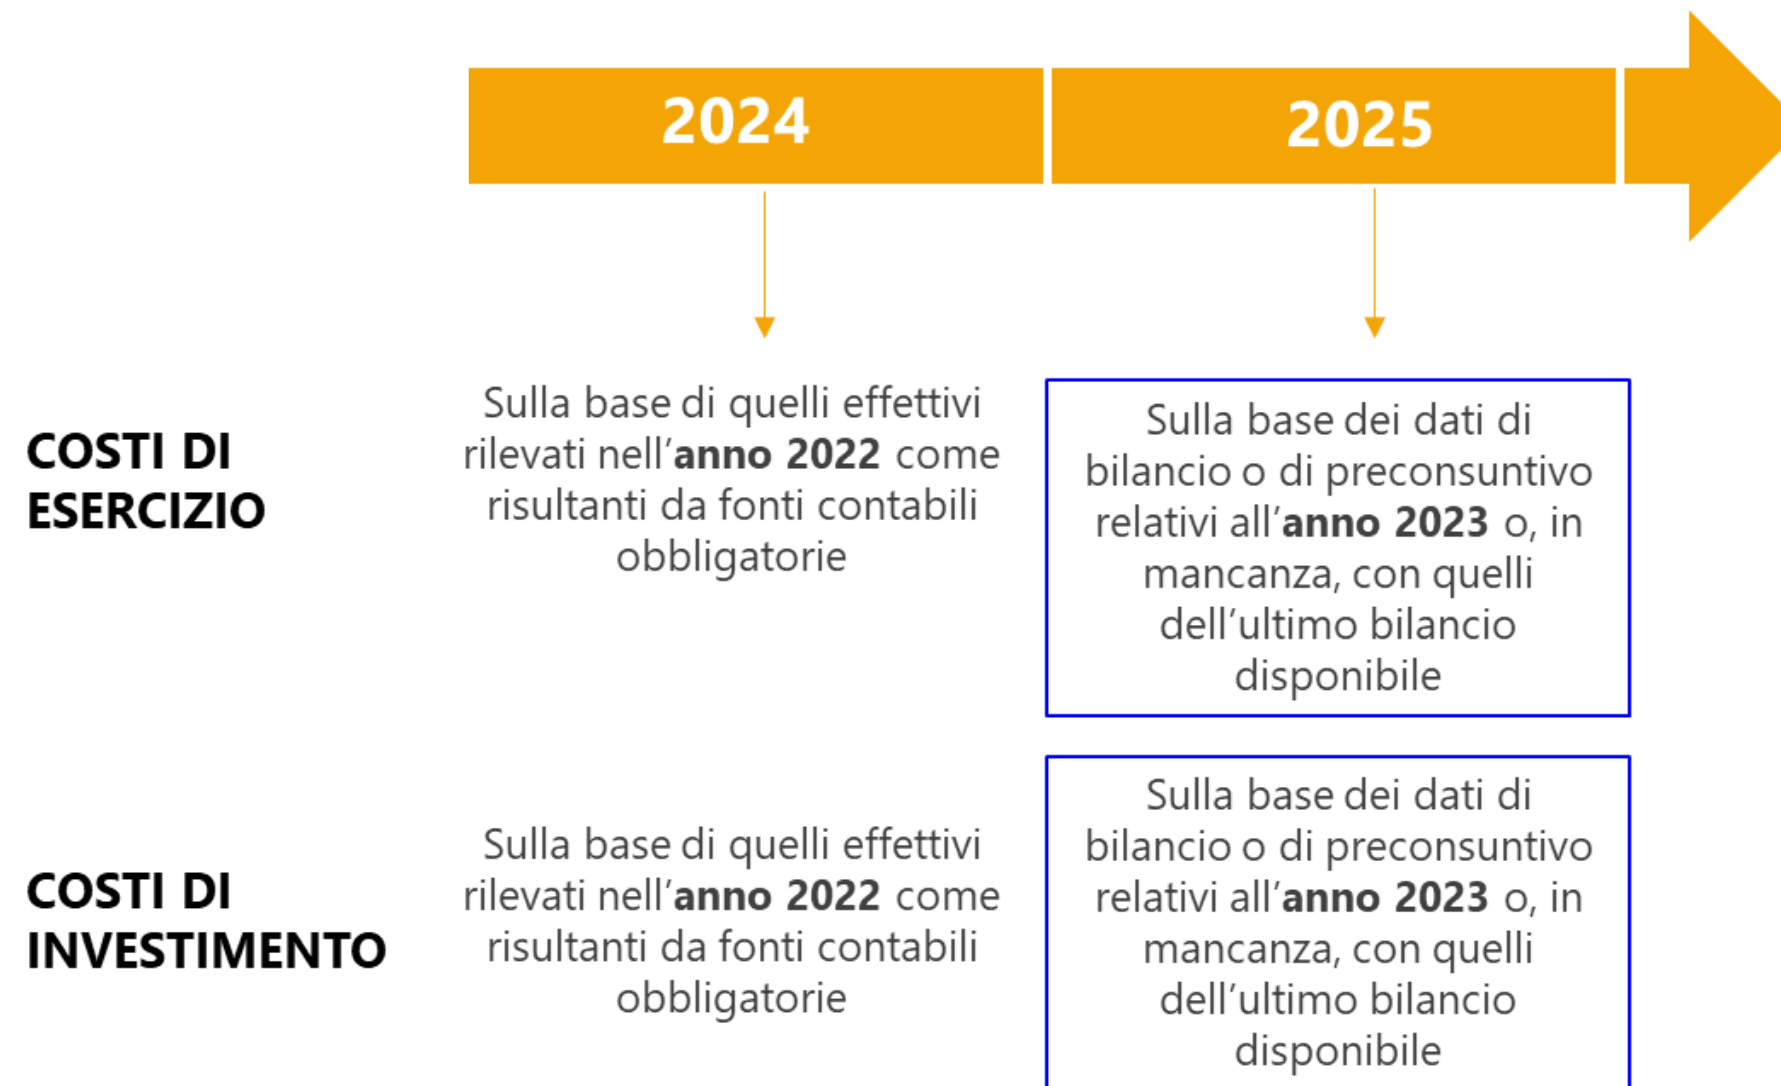 2024
2025
COSTI DI
ESERCIZIO
Sulla base di quelli effettivi
rilevati nell'anno 2022 come
risultanti da fonti contabili
obbligatorie
Sulla base dei dati di
bilancio o di preconsuntivo
relativi all'anno 2023 o, in
mancanza, con quelli
dell'ultimo bilancio
disponibile
COSTI DI
INVESTIMENTO
Sulla base di quelli effettivi
rilevati nell'anno 2022 come
risultanti da fonti contabili
obbligatorie
Sulla base dei dati di
bilancio o di preconsuntivo
relativi all'anno 2023 o, in
mancanza, con quelli
dell'ultimo bilancio
disponibile